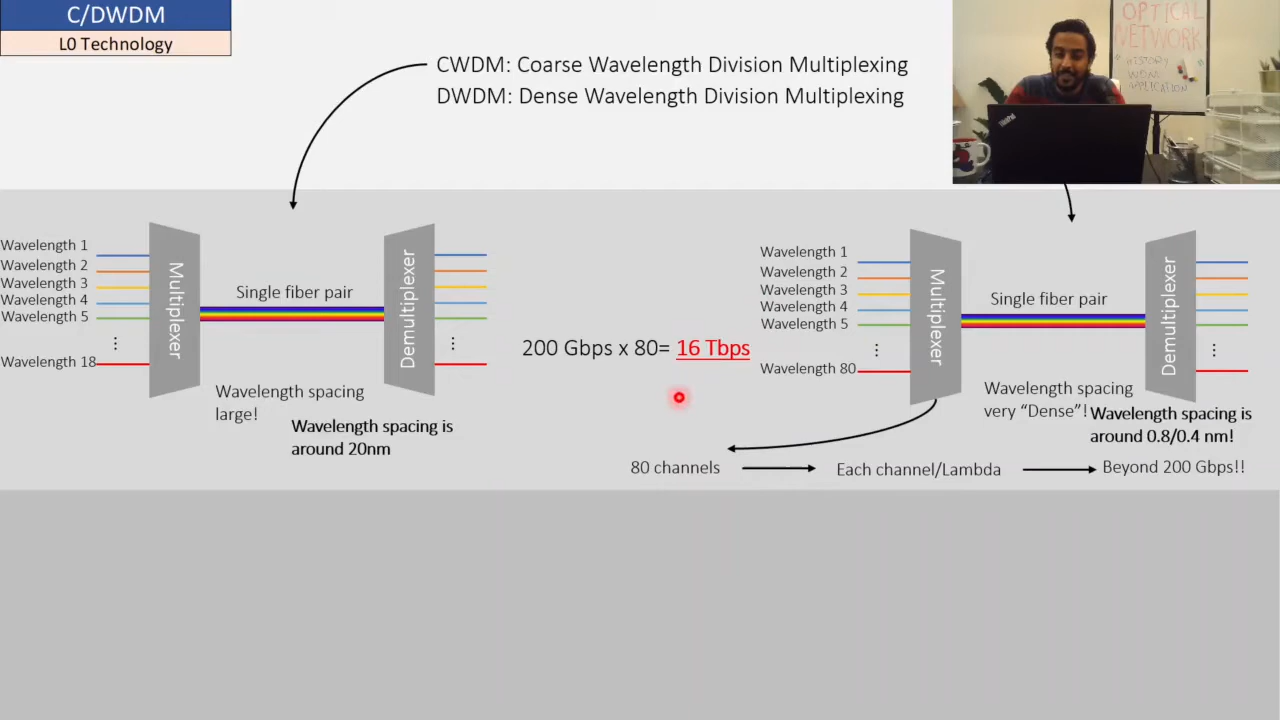 C/DWDM
L0 Technology
CWDM: Coarse Wavelength Division Multiplexing
DWDM: Dense Wavelength Division Multiplexing
OPTICAL
NETWORK
HISTORY
WDM
APPLICATION
ThinkPad
Wavelength 1
Wavelength 2
Wavelength 3
Wavelength 4
Wavelength 5
⋮
Wavelength 18
Multiplexer
Single fiber pair
Demultiplexer
⋮
Wavelength spacing
large!
Wavelength spacing is
around 20nm
200 Gbps x 80= 16 Tbps
Wavelength 1
Wavelength 2
Wavelength 3
Wavelength 4
Wavelength 5
⋮
Wavelength 80
Multiplexer
Single fiber pair
Demultiplexer
⋮
Wavelength spacing
very “Dense”!
Wavelength spacing is
around 0.8/0.4 nm!
80 channels
Each channel/Lambda
Beyond 200 Gbps!!